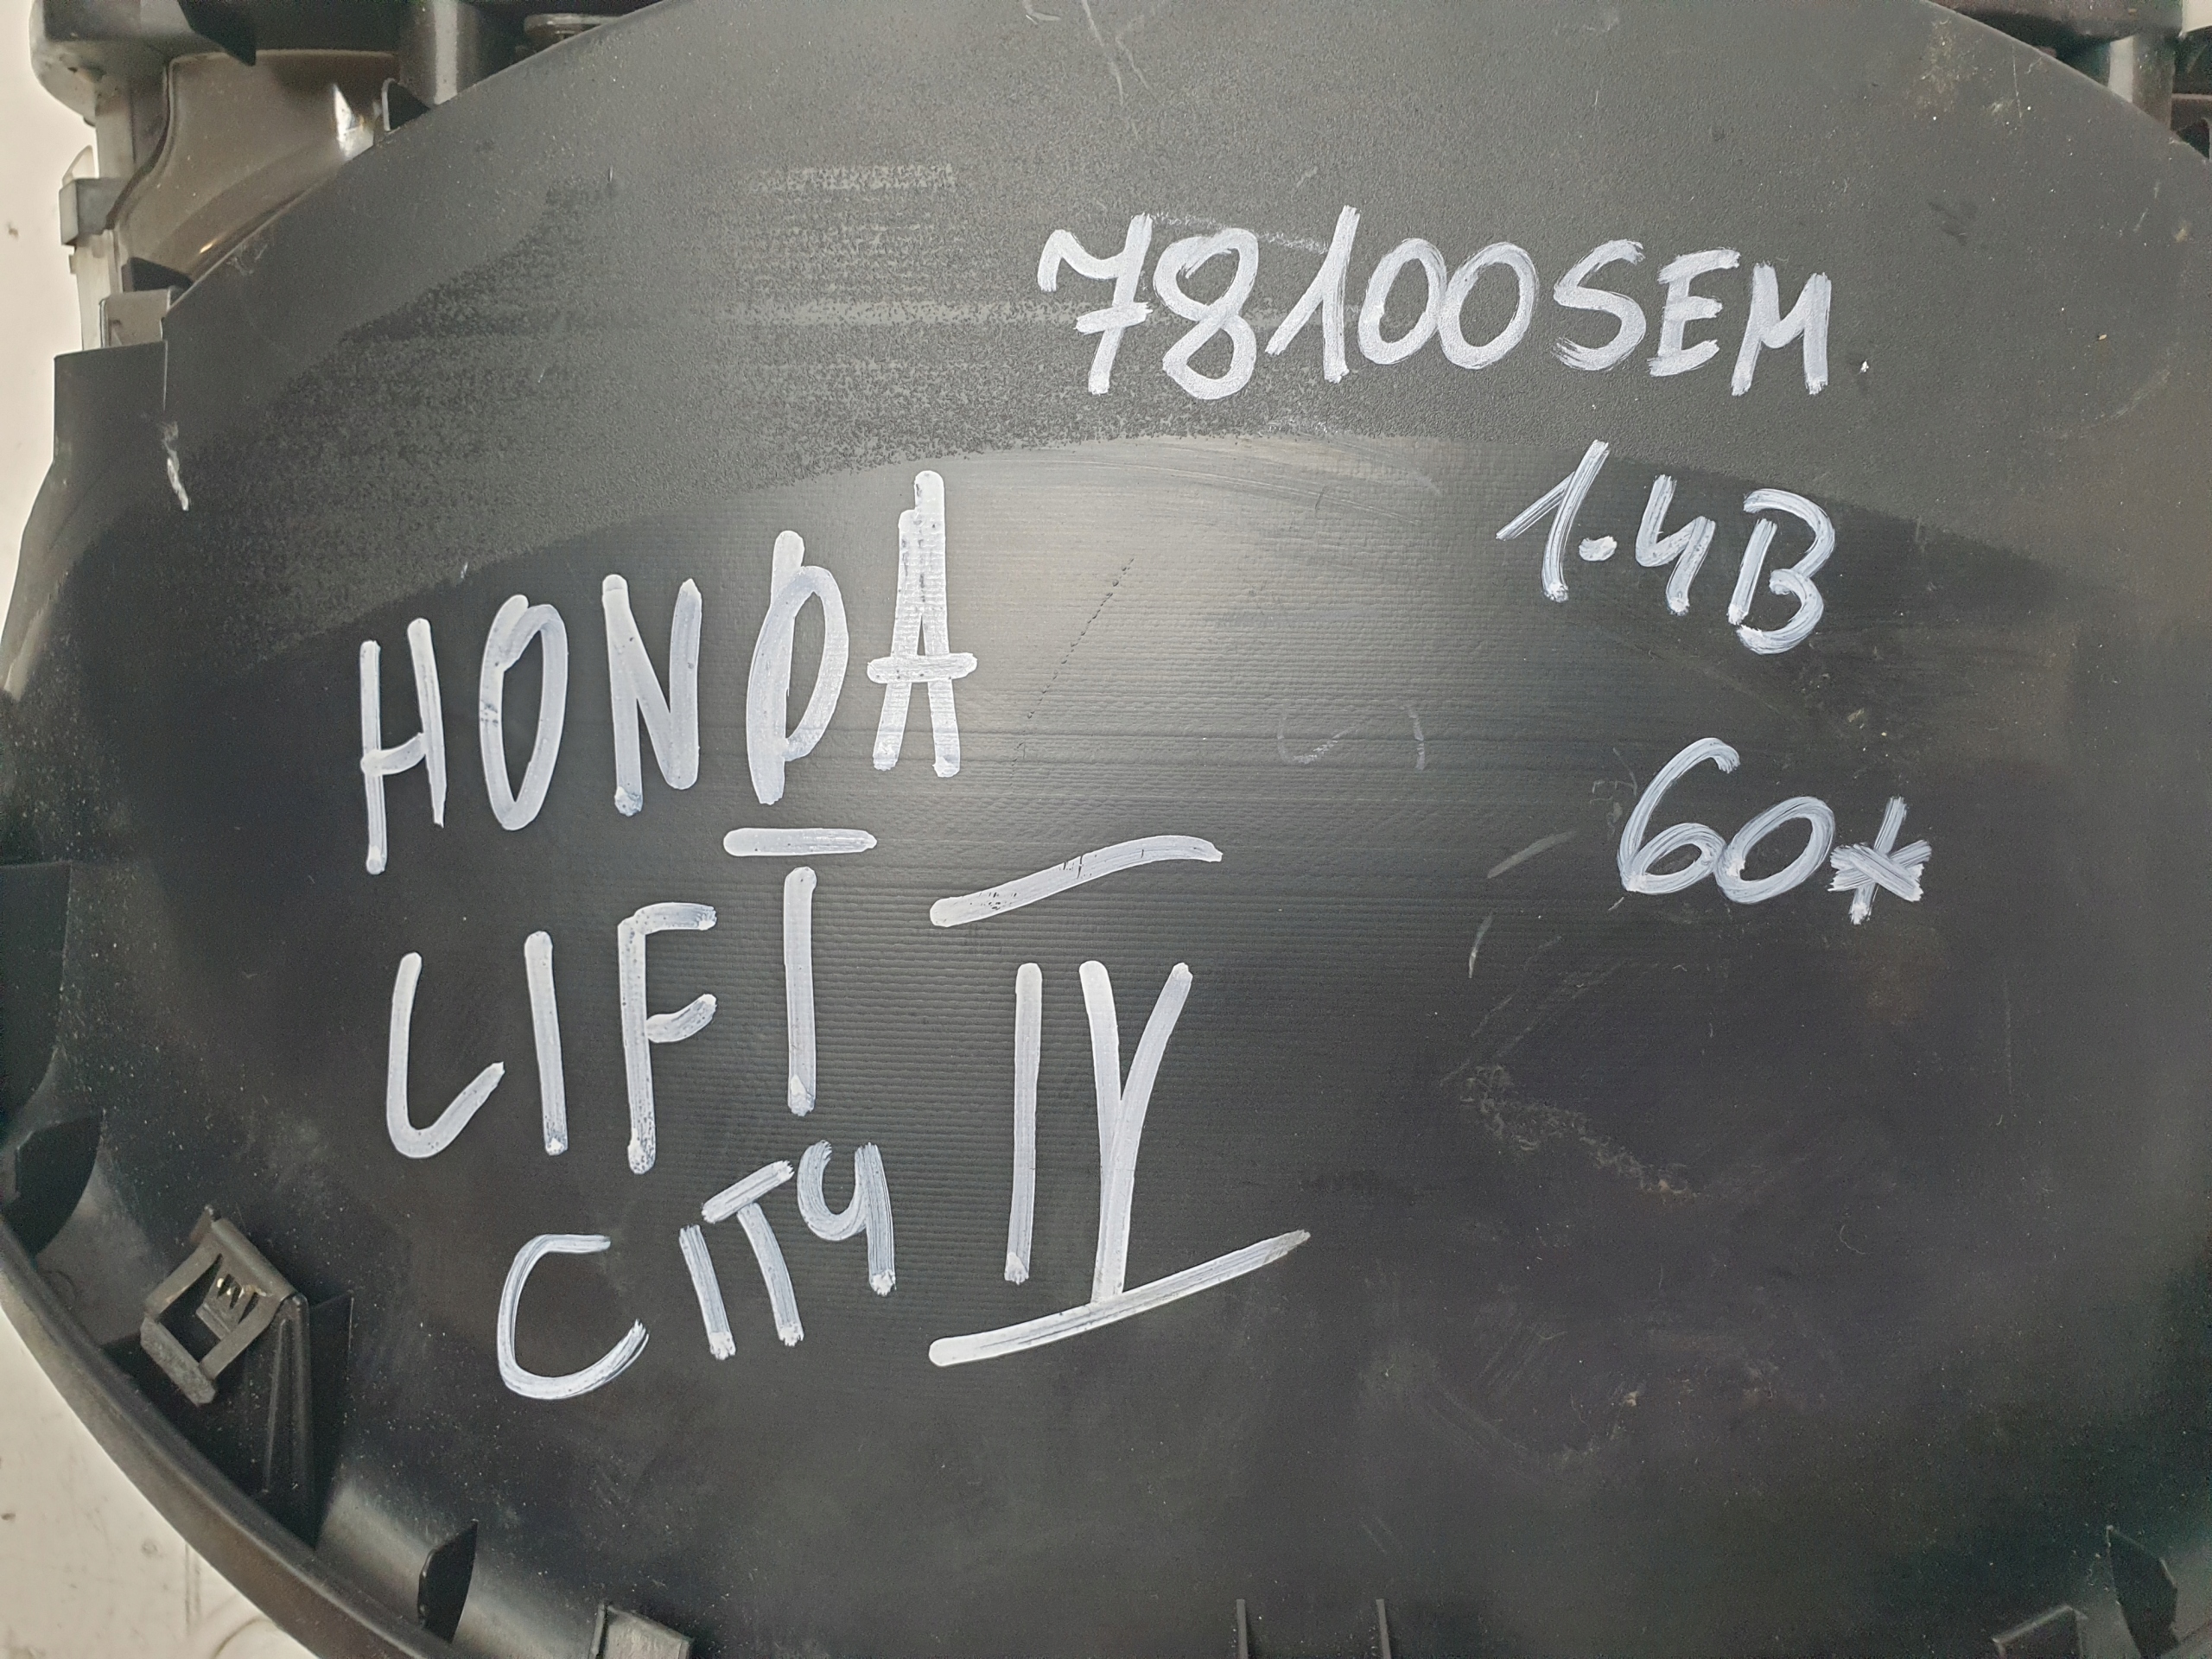 78100SEM
1.4B
60*
HONDA
LIFT IV
CITY